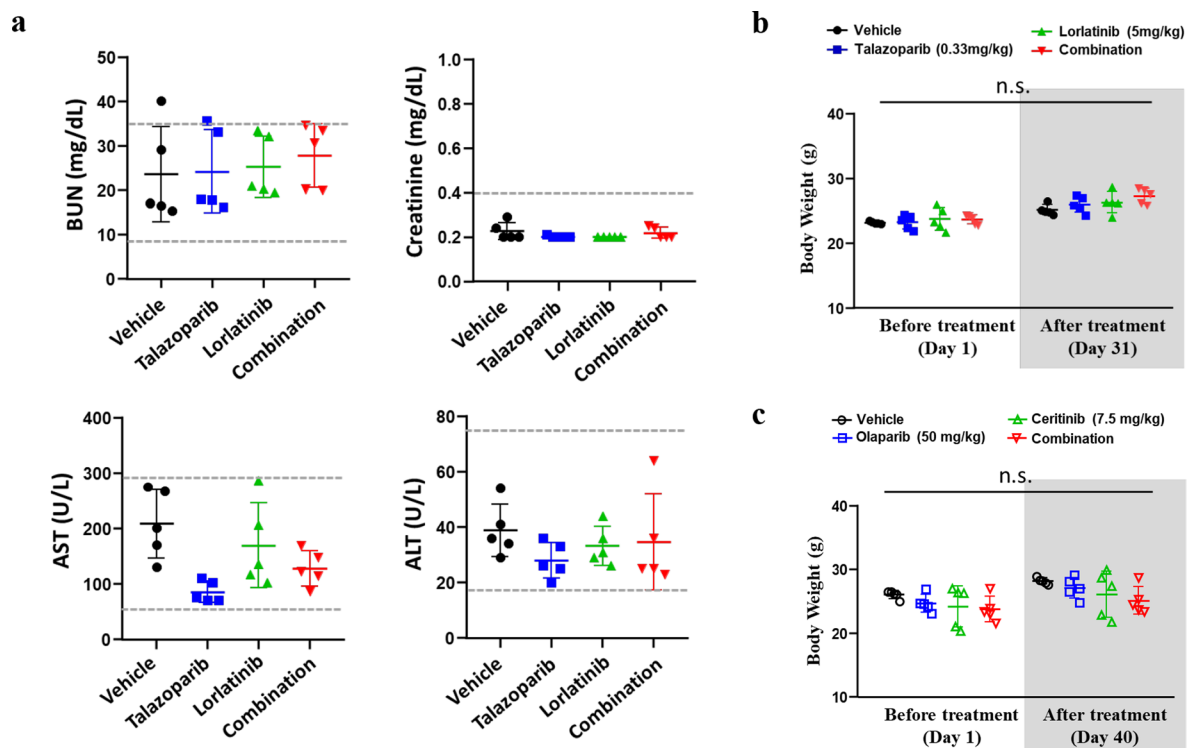 a
BUN (mg/dL)
50
40
30
20
10
0
Vehicle
Talazoparib
Lorlatinib
Combination
Creatinine (mg/dL)
1.0
0.8
0.6
0.4
0.2
0.0
Vehicle
Talazoparib
Lorlatinib
Combination
AST (U/L)
400
300
200
100
0
Vehicle
Talazoparib
Lorlatinib
Combination
ALT (U/L)
80
60
40
20
0
Vehicle
Talazoparib
Lorlatinib
Combination
b
Vehicle
Lorlatinib (5mg/kg)
Talazoparib (0.33mg/kg)
Combination
n.s.
Body Weight (g)
40
30
20
10
Before treatment
(Day 1)
After treatment
(Day 31)
c
Vehicle
Ceritinib (7.5 mg/kg)
Olaparib (50 mg/kg)
Combination
n.s.
Body Weight (g)
40
30
20
10
Before treatment
(Day 1)
After treatment
(Day 40)